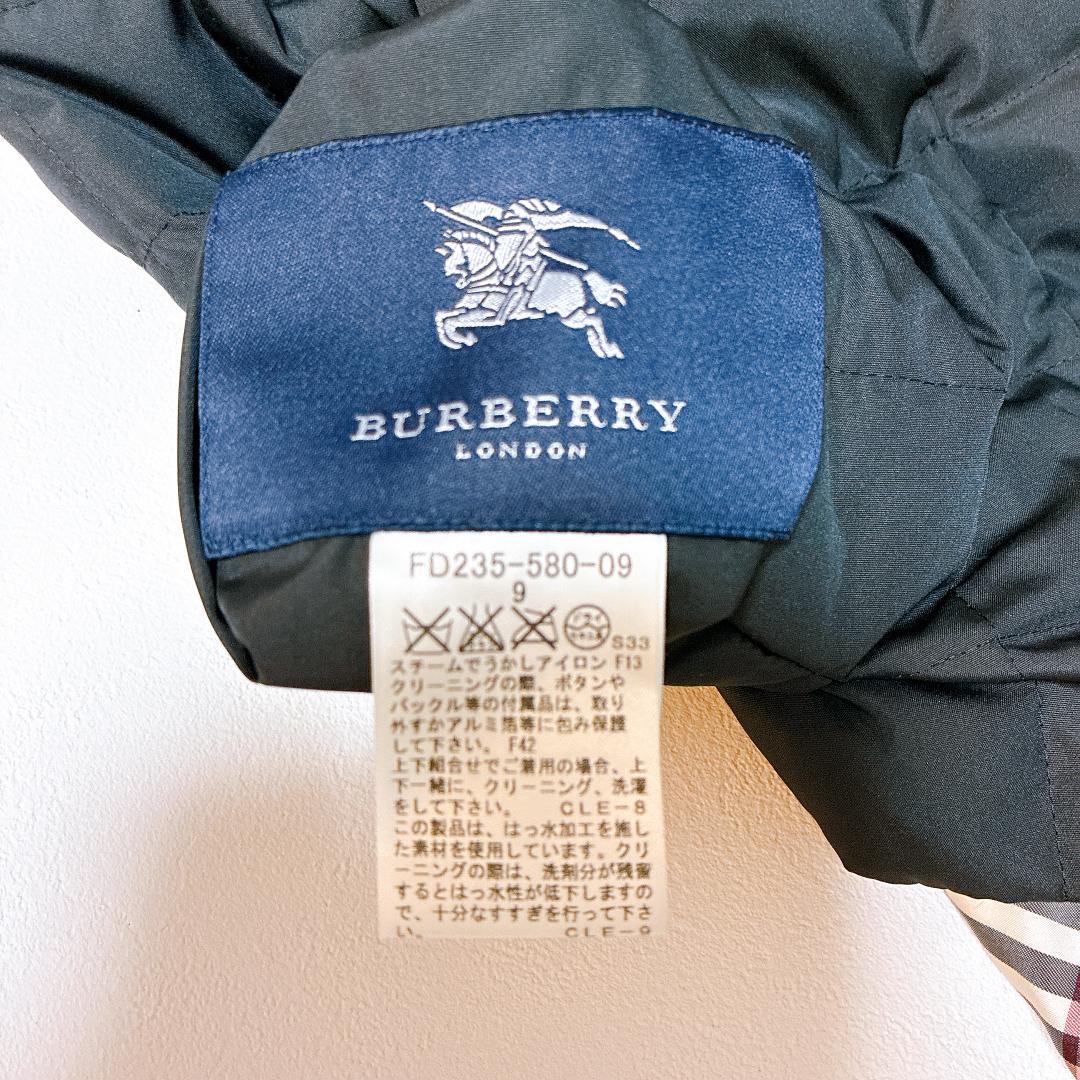 BURBERRY
LONDON
FD235-580-09
9
S33
スチームでうかしアイロン F13
クリーニングの際、ボタンや
バックル等の付属品は、取り
外すかアルミ箔等に包み保護
して下さい。 F42
上下組合せでご着用の場合、上
下一緒に、クリーニング、洗濯
をして下さい。 CLE-8
この製品は、はっ水加工を施し
た素材を使用しています。クリ
ーニングの際は、洗剤分が残留
するとはっ水性が低下しますの
で、十分なすすぎを行って下さ
い。 CLE-9